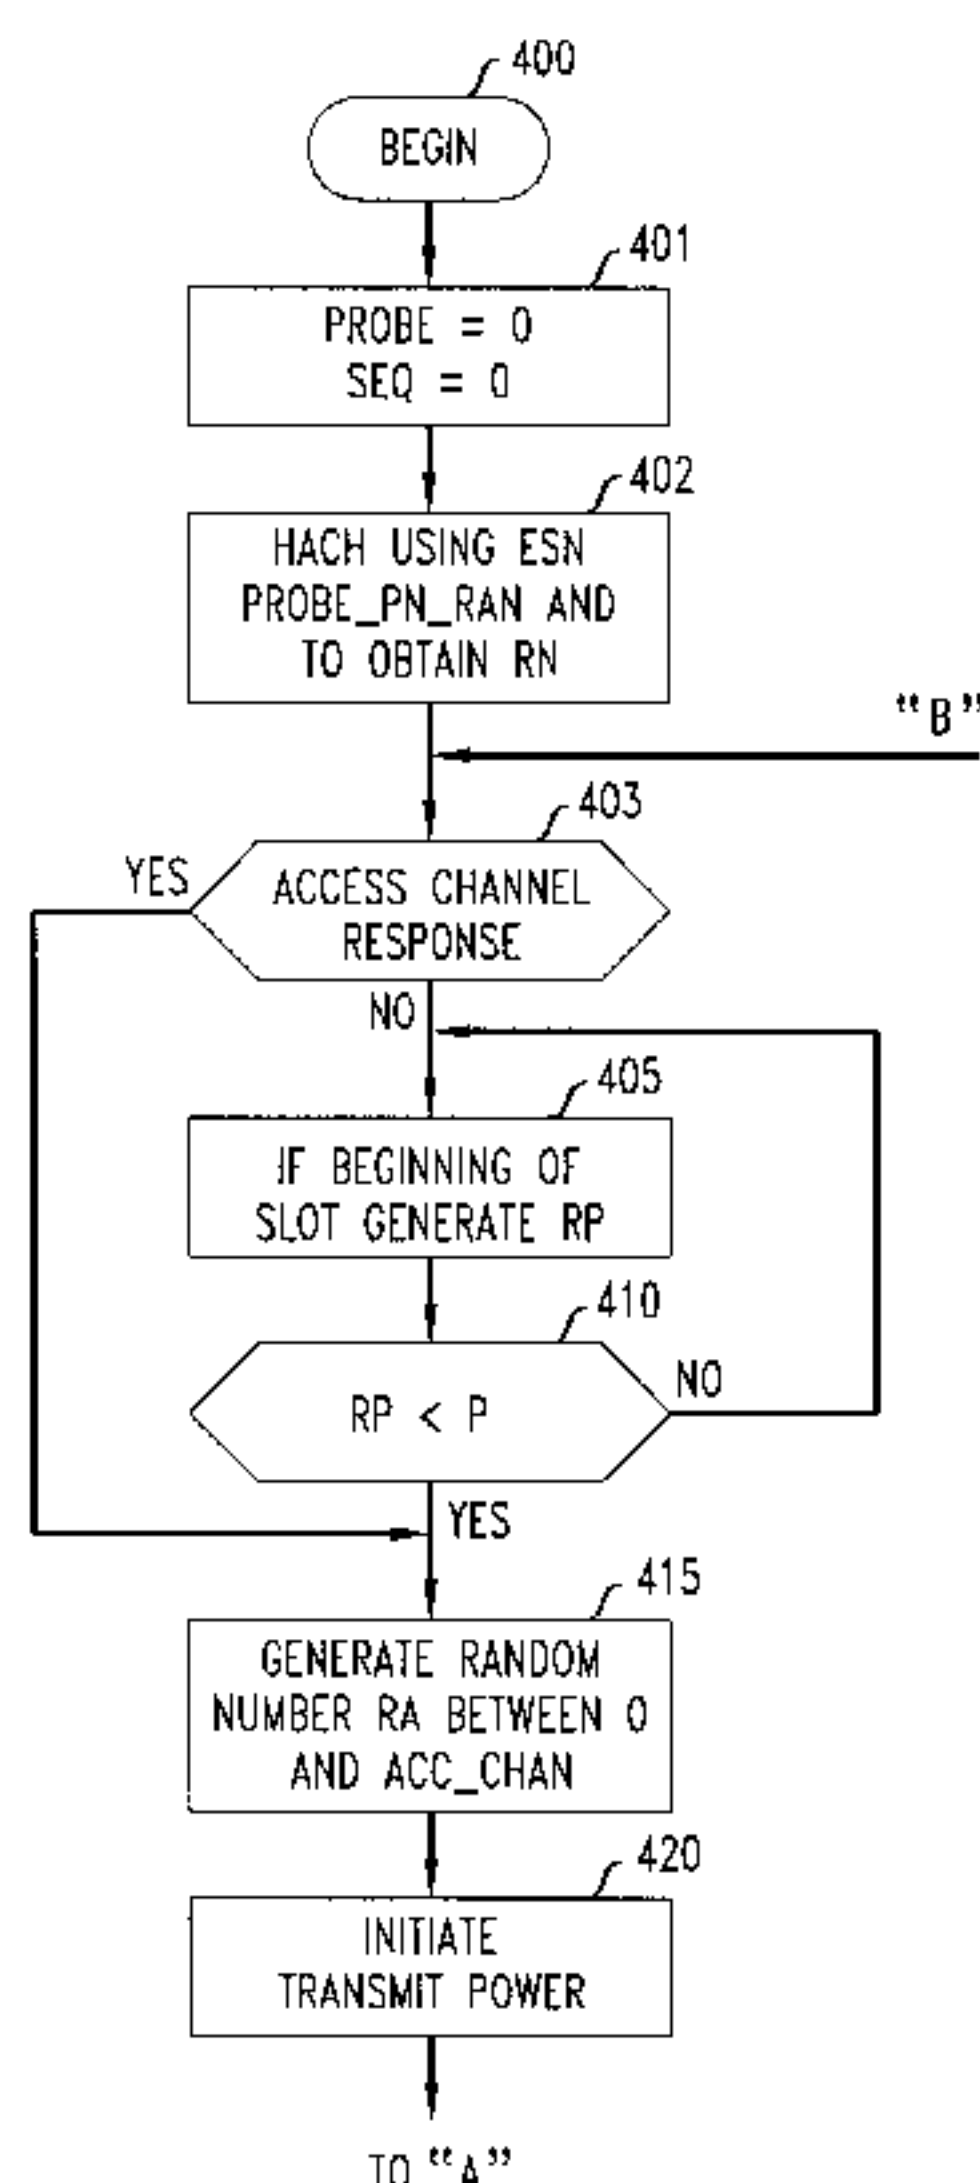 400
BEGIN
401
PROBE = 0
SEQ = 0
402
HACH USING ESN
PROBE_PN_RAN AND
TO OBTAIN RN
"B"
403
YES
ACCESS CHANNEL
RESPONSE
NO
405
IF BEGINNING OF
SLOT GENERATE RP
410
NO
RP < P
YES
415
GENERATE RANDOM
NUMBER RA BETWEEN 0
AND ACC_CHAN
420
INITIATE
TRANSMIT POWER
TO "A"